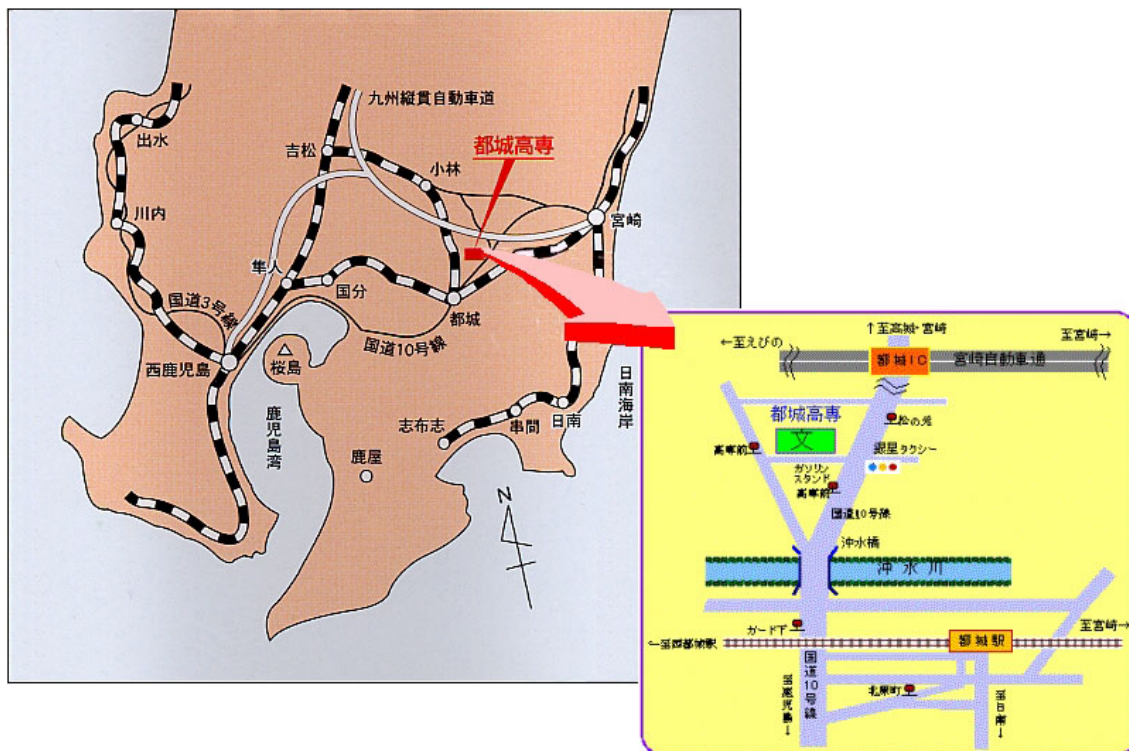 九州縦貫自動車道
都城高専
出水
吉松
小林
川内
宮崎
隼人
国分
国道3号線
都城
国道10号線
西鹿児島
桜島
鹿児島湾
日南海岸
志布志
串間
日南
鹿屋
N
↑至高城・宮崎
←至えびの
至宮崎→
都城IC
宮崎自動車道
都城高専
文
松の元
高専前
銀星タクシー
ガソリン
スタンド
高専前
国道10号線
沖水橋
沖水川
ガード下
至宮崎→
←至西都城駅
都城駅
国道10号線
北原町
至鹿児島→
至日南→